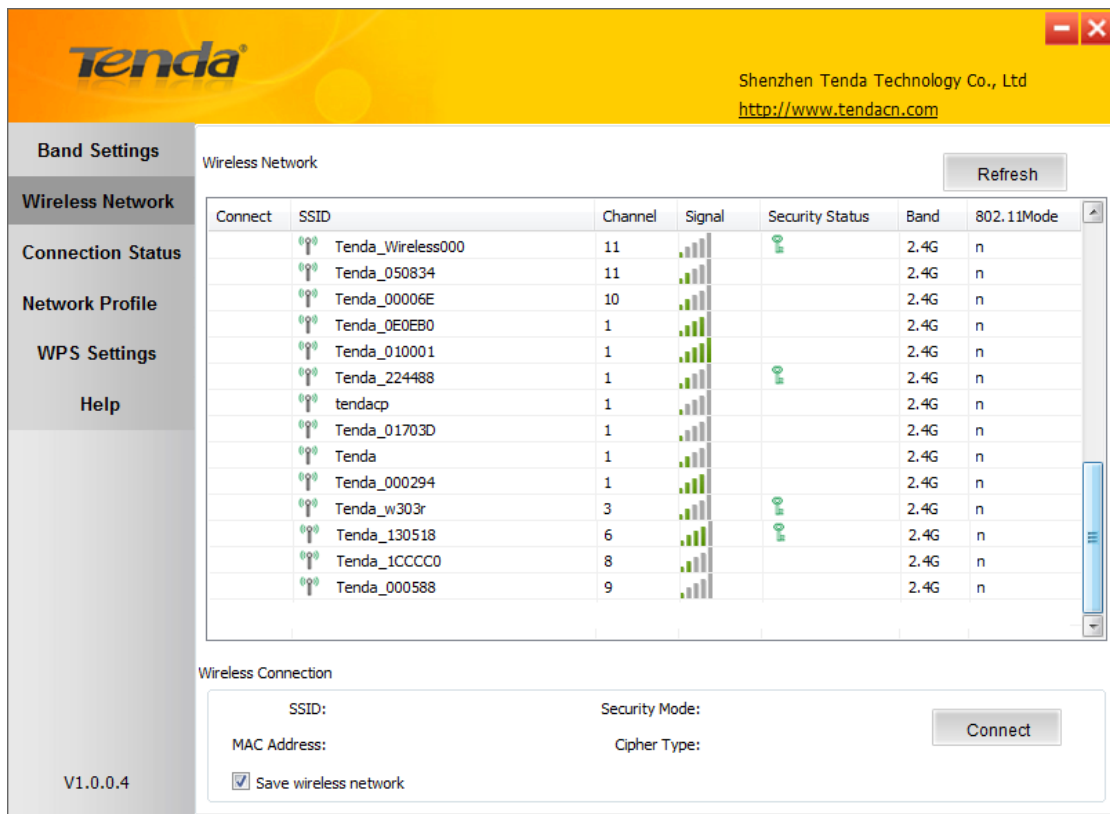 Tenda®
Shenzhen Tenda Technology Co., Ltd
http://www.tendacn.com
Band Settings
Wireless Network
Connection Status
Network Profile
WPS Settings
Help
V1.0.0.4
Wireless Network
Refresh
Connect SSID Channel Signal Security Status Band 802.11Mode
Tenda_Wireless000 11 2.4G n
Tenda_050834 11 2.4G n
Tenda_00006E 10 2.4G n
Tenda_0E0EB0 1 2.4G n
Tenda_010001 1 2.4G n
Tenda_224488 1 2.4G n
tendacp 1 2.4G n
Tenda_01703D 1 2.4G n
Tenda 1 2.4G n
Tenda_000294 1 2.4G n
Tenda_w303r 3 2.4G n
Tenda_130518 6 2.4G n
Tenda_1CCCC0 8 2.4G n
Tenda_000588 9 2.4G n
Wireless Connection
SSID: Security Mode:
MAC Address: Cipher Type:
Connect
Save wireless network